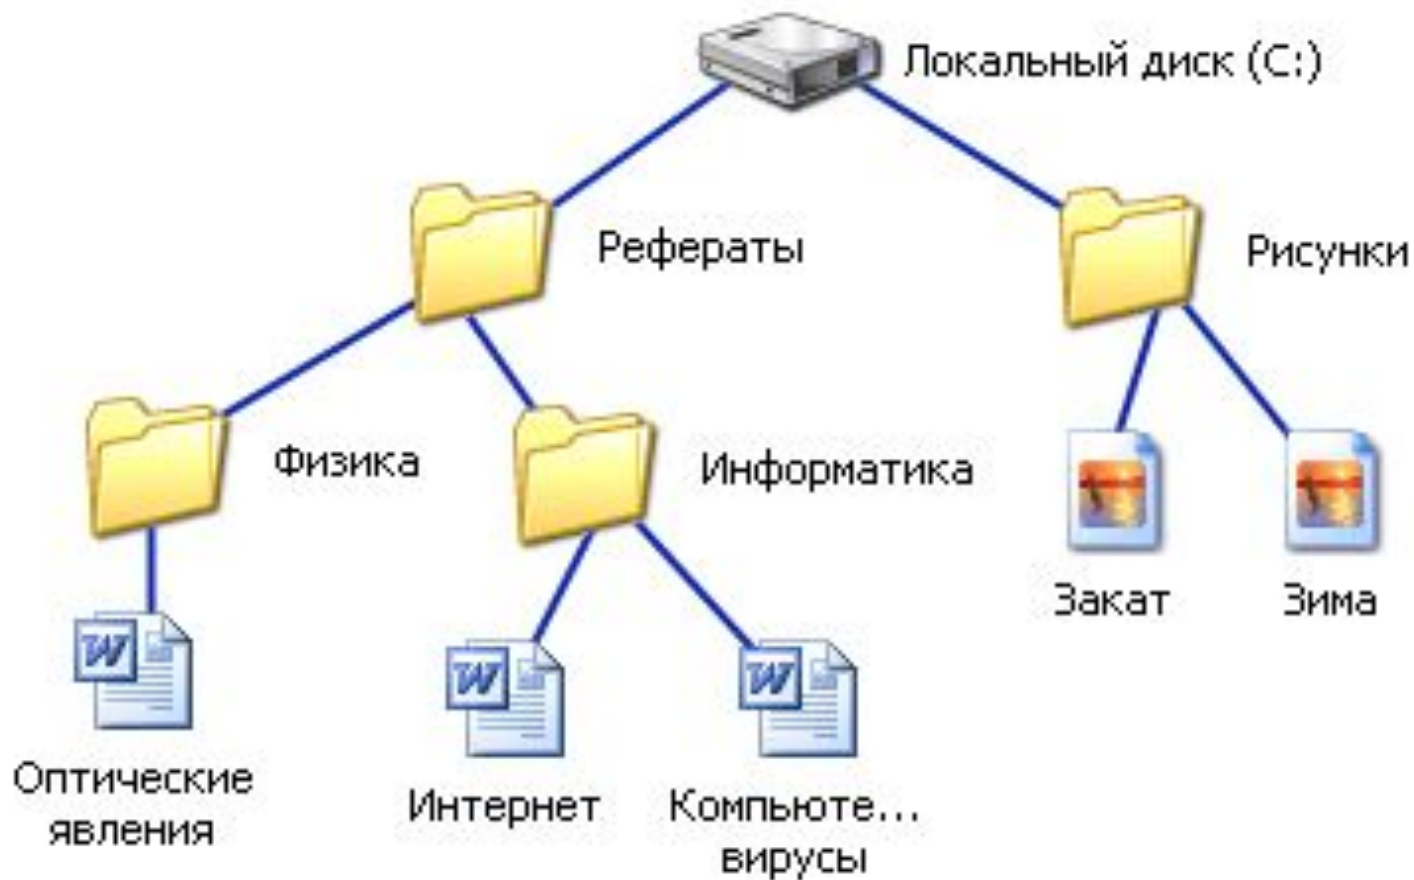 Локальный диск (C:)
Рефераты
Рисунки
Физика
Информатика
Закат
Зима
Оптические
явления
Интернет
Компьюте...
вирусы